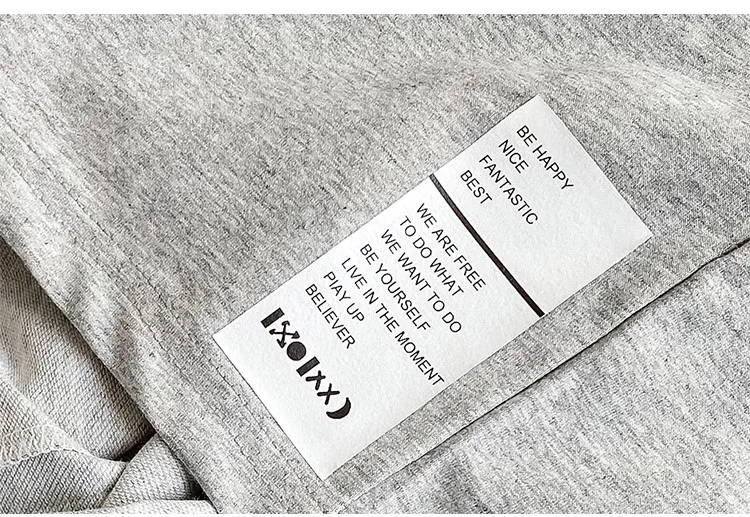 BE HAPPY
NICE
FANTASTIC
BEST
WE ARE FREE
TO DO WHAT
WE WANT TO DO
BE YOURSELF
LIVE IN THE MOMENT
PIAY UP
BELIEVER